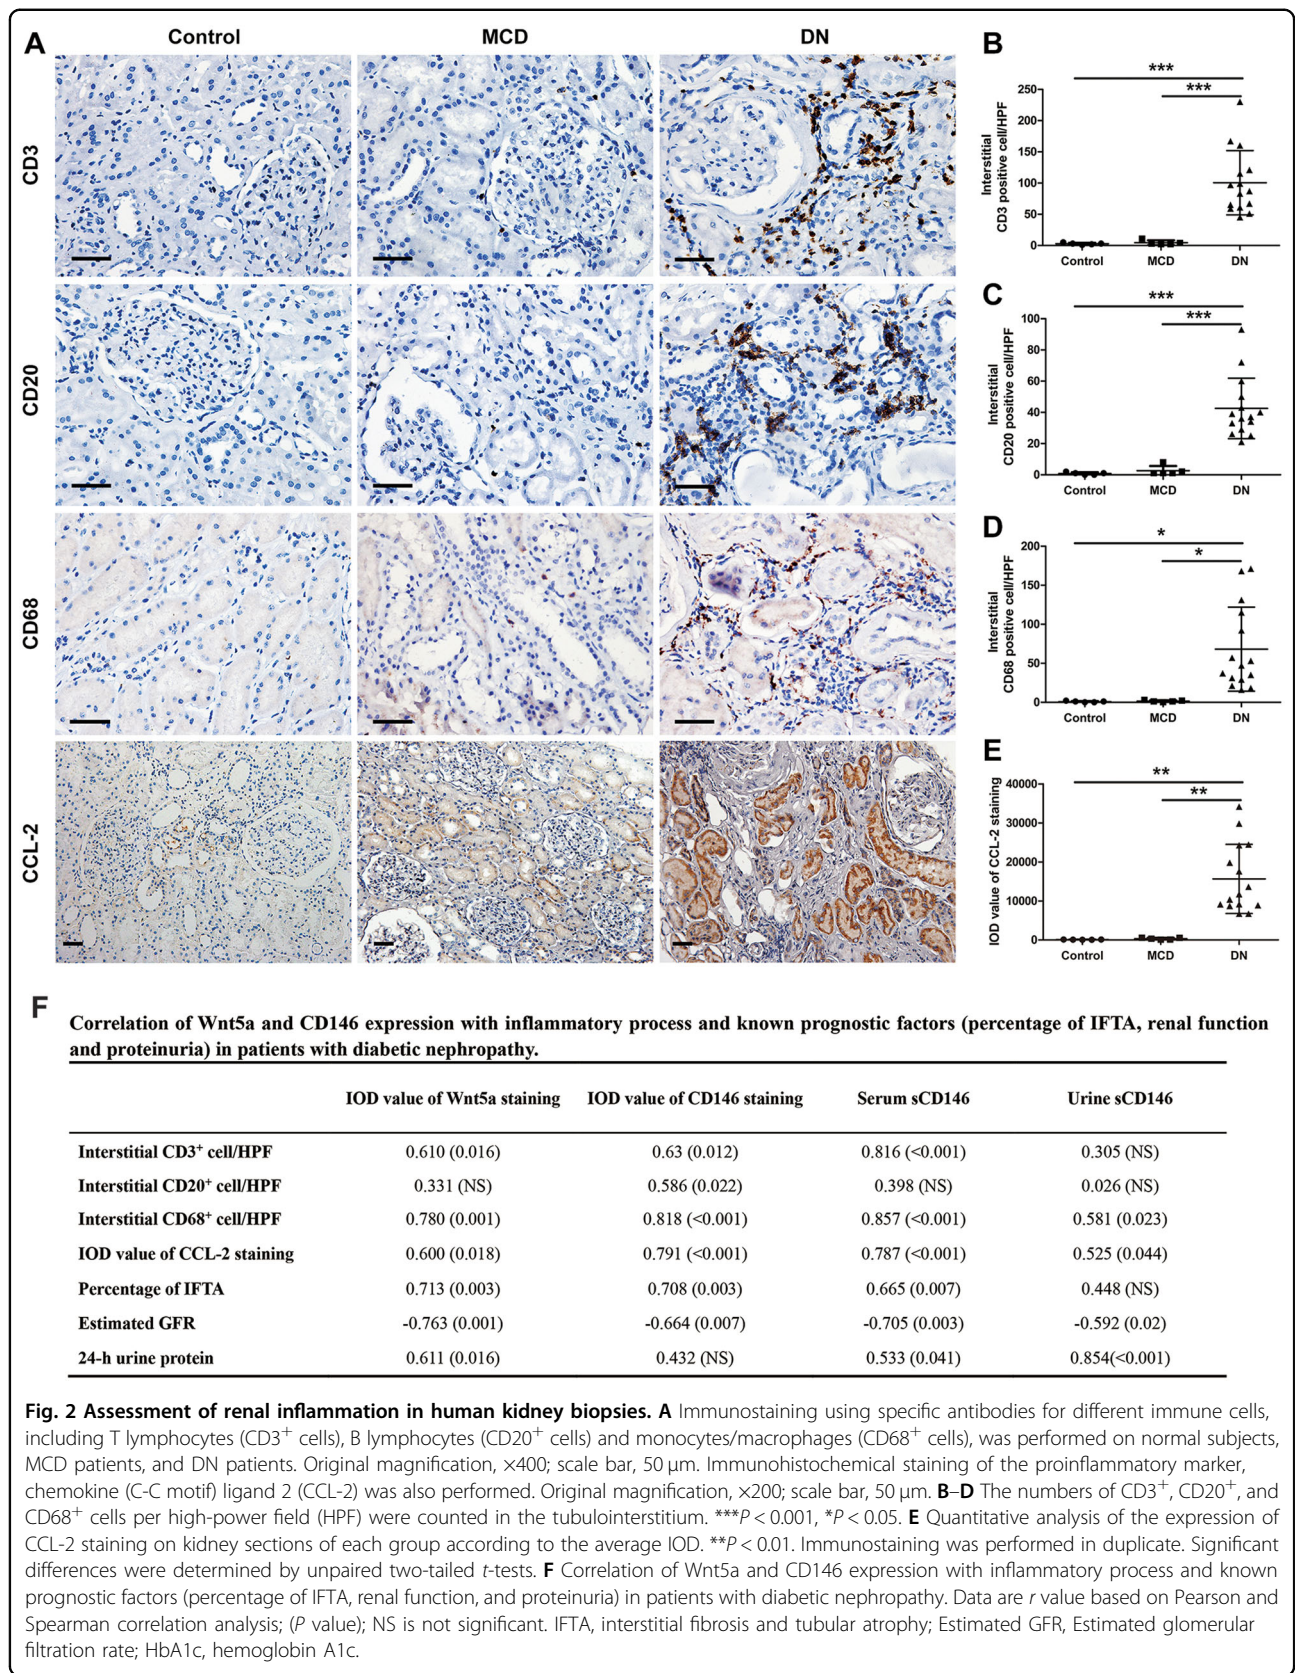 A
Control
MCD
DN
CD3
CD20
CD68
CCL-2
B
***
***
Interstitial
CD3 positive cell/HPF
250
200
150
100
50
0
Control
MCD
DN
C
***
***
Interstitial
CD20 positive cell/HPF
100
80
60
40
20
0
Control
MCD
DN
D
*
*
Interstitial
CD68 positive cell/HPF
200
150
100
50
0
Control
MCD
DN
E
**
**
IOD value of CCL-2 staining
40000
30000
20000
10000
0
Control
MCD
DN
F
Correlation of Wnt5a and CD146 expression with inflammatory process and known prognostic factors (percentage of IFTA, renal function
and proteinuria) in patients with diabetic nephropathy.
IOD value of Wnt5a staining IOD value of CD146 staining Serum sCD146 Urine sCD146
Interstitial CD3⁺ cell/HPF 0.610 (0.016) 0.63 (0.012) 0.816 (<0.001) 0.305 (NS)
Interstitial CD20⁺ cell/HPF 0.331 (NS) 0.586 (0.022) 0.398 (NS) 0.026 (NS)
Interstitial CD68⁺ cell/HPF 0.780 (0.001) 0.818 (<0.001) 0.857 (<0.001) 0.581 (0.023)
IOD value of CCL-2 staining 0.600 (0.018) 0.791 (<0.001) 0.787 (<0.001) 0.525 (0.044)
Percentage of IFTA 0.713 (0.003) 0.708 (0.003) 0.665 (0.007) 0.448 (NS)
Estimated GFR -0.763 (0.001) -0.664 (0.007) -0.705 (0.003) -0.592 (0.02)
24-h urine protein 0.611 (0.016) 0.432 (NS) 0.533 (0.041) 0.854(<0.001)
Fig. 2 Assessment of renal inflammation in human kidney biopsies. A Immunostaining using specific antibodies for different immune cells,
including T lymphocytes (CD3⁺ cells), B lymphocytes (CD20⁺ cells) and monocytes/macrophages (CD68⁺ cells), was performed on normal subjects,
MCD patients, and DN patients. Original magnification, ×400; scale bar, 50 μm. Immunohistochemical staining of the proinflammatory marker,
chemokine (C-C motif) ligand 2 (CCL-2) was also performed. Original magnification, ×200; scale bar, 50 μm. B–D The numbers of CD3⁺, CD20⁺, and
CD68⁺ cells per high-power field (HPF) were counted in the tubulointerstitium. ***P < 0.001, *P < 0.05. E Quantitative analysis of the expression of
CCL-2 staining on kidney sections of each group according to the average IOD. **P < 0.01. Immunostaining was performed in duplicate. Significant
differences were determined by unpaired two-tailed t-tests. F Correlation of Wnt5a and CD146 expression with inflammatory process and known
prognostic factors (percentage of IFTA, renal function, and proteinuria) in patients with diabetic nephropathy. Data are r value based on Pearson and
Spearman correlation analysis; (P value); NS is not significant. IFTA, interstitial fibrosis and tubular atrophy; Estimated GFR, Estimated glomerular
filtration rate; HbA1c, hemoglobin A1c.